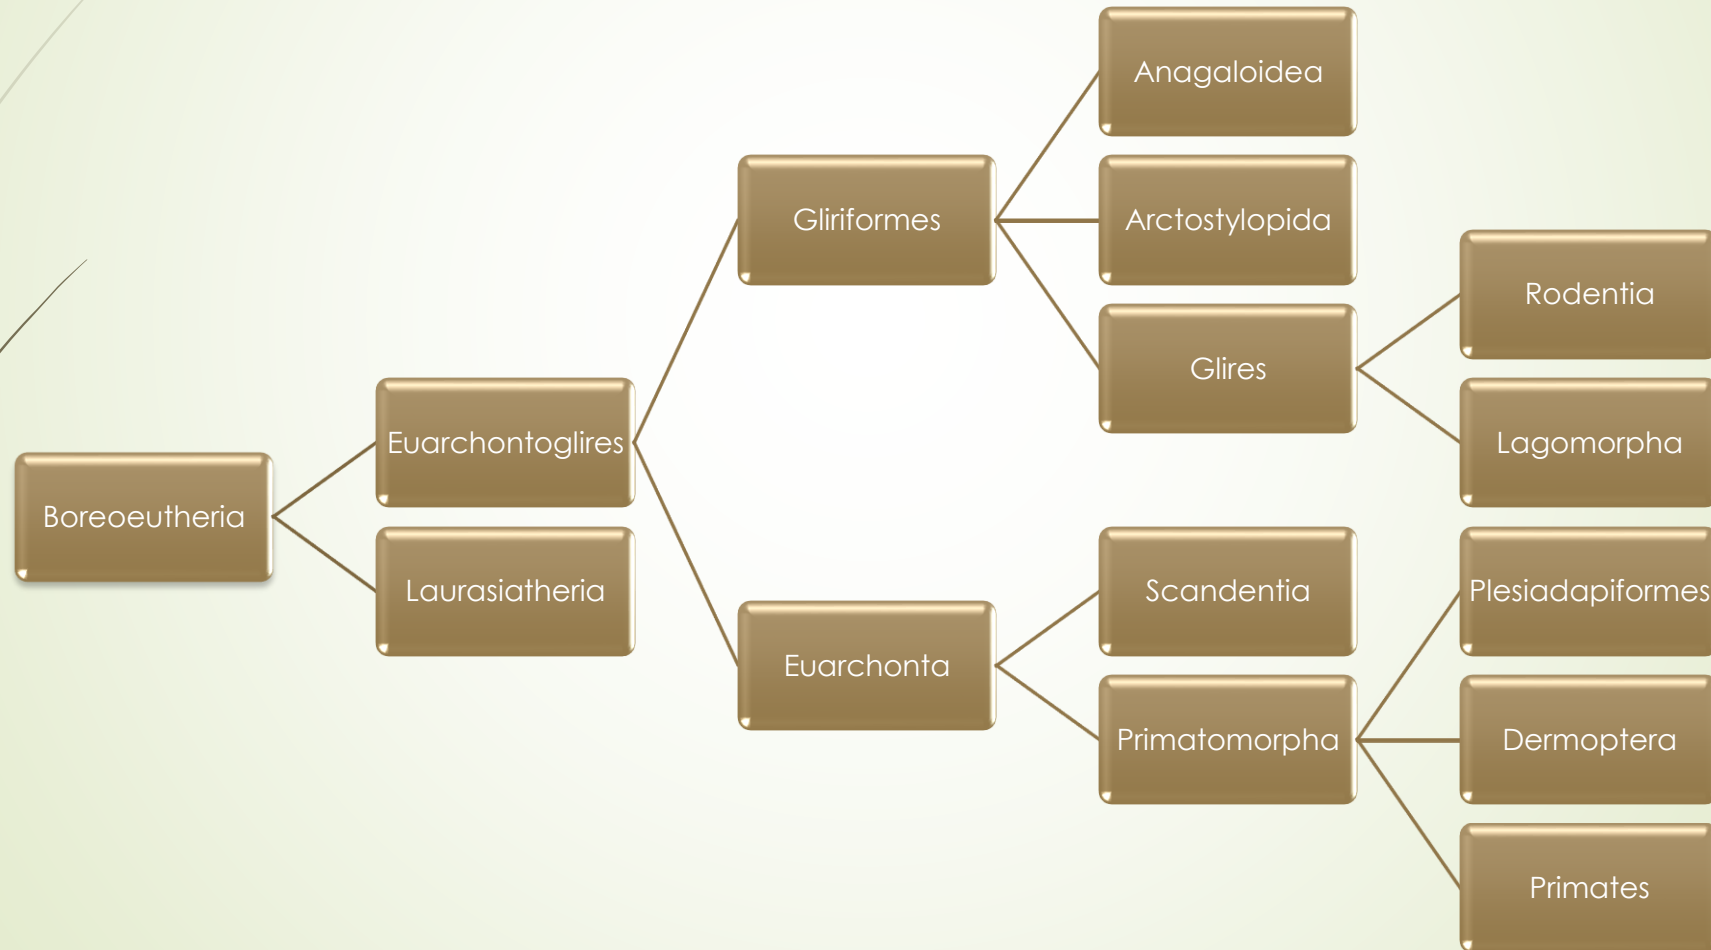 Boreoeutheria
Euarchontoglires
Gliriformes
Anagaloidea
Arctostylopida
Glires
Rodentia
Lagomorpha
Euarchonta
Scandentia
Primatomorpha
Plesiadapiformes
Dermoptera
Primates
Laurasiatheria